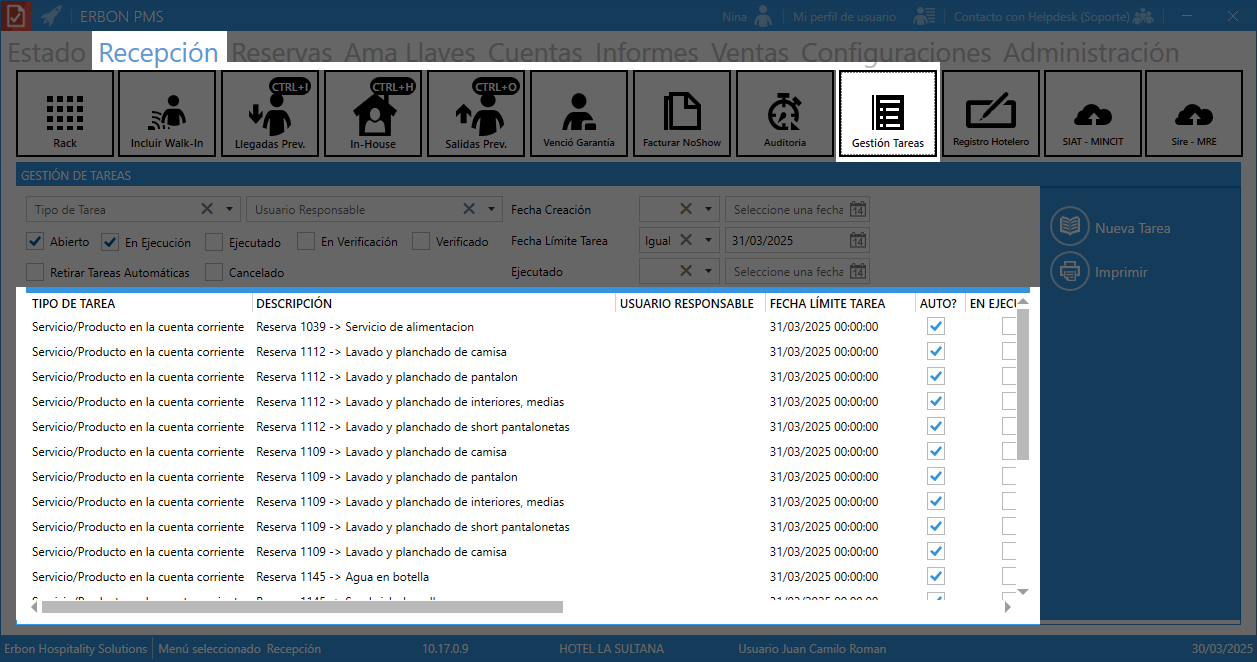 ERBON PMS Nina Mi perfil de usuario Contacto con Helpdesk (Soporte)
Estado Recepción Reservas Ama Llaves Cuentas Informes Ventas Configuraciones Administración
CTRL+I CTRL+H CTRL+O
Rack Incluir Walk-In Llegadas Prev. In-House Salidas Prev. Venció Garantía Facturar NoShow Auditoria Gestión Tareas Registro Hotelero SIAT - MINCIT Sire - MRE
GESTIÓN DE TAREAS
Tipo de Tarea Usuario Responsable Fecha Creación Seleccione una fecha 14
Nueva Tarea
Abierto En Ejecución Ejecutado En Verificación Verificado Fecha Límite Tarea Igual 31/03/2025 14
Retirar Tareas Automáticas Cancelado Ejecutado Seleccione una fecha 14
Imprimir
TIPO DE TAREA DESCRIPCIÓN USUARIO RESPONSABLE FECHA LÍMITE TAREA AUTO? EN EJECU
Servicio/Producto en la cuenta corriente Reserva 1039 -> Servicio de alimentacion 31/03/2025 00:00:00
Servicio/Producto en la cuenta corriente Reserva 1112 -> Lavado y planchado de camisa 31/03/2025 00:00:00
Servicio/Producto en la cuenta corriente Reserva 1112 -> Lavado y planchado de pantalon 31/03/2025 00:00:00
Servicio/Producto en la cuenta corriente Reserva 1112 -> Lavado y planchado de interiores, medias 31/03/2025 00:00:00
Servicio/Producto en la cuenta corriente Reserva 1112 -> Lavado y planchado de short pantalonetas 31/03/2025 00:00:00
Servicio/Producto en la cuenta corriente Reserva 1109 -> Lavado y planchado de camisa 31/03/2025 00:00:00
Servicio/Producto en la cuenta corriente Reserva 1109 -> Lavado y planchado de pantalon 31/03/2025 00:00:00
Servicio/Producto en la cuenta corriente Reserva 1109 -> Lavado y planchado de interiores, medias 31/03/2025 00:00:00
Servicio/Producto en la cuenta corriente Reserva 1109 -> Lavado y planchado de short pantalonetas 31/03/2025 00:00:00
Servicio/Producto en la cuenta corriente Reserva 1109 -> Lavado y planchado de camisa 31/03/2025 00:00:00
Servicio/Producto en la cuenta corriente Reserva 1145 -> Agua en botella 31/03/2025 00:00:00
Erbon Hospitality Solutions Menú seleccionado Recepción 10.17.0.9 HOTEL LA SULTANA Usuario Juan Camilo Roman 30/03/2025